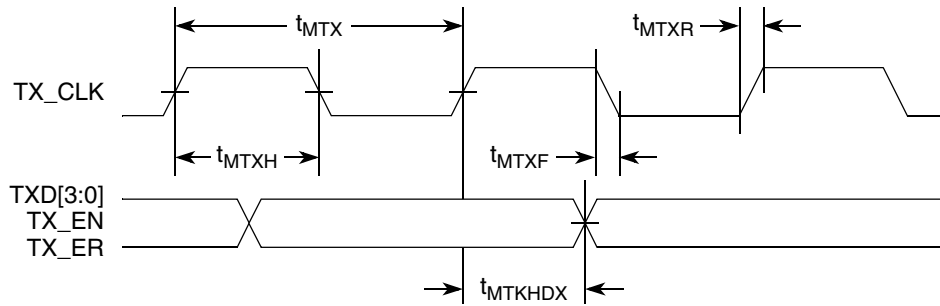 tMTX
tMTXR
TX_CLK
tMTXH
tMTXF
TXD[3:0]
TX_EN
TX_ER
tMTKHDX